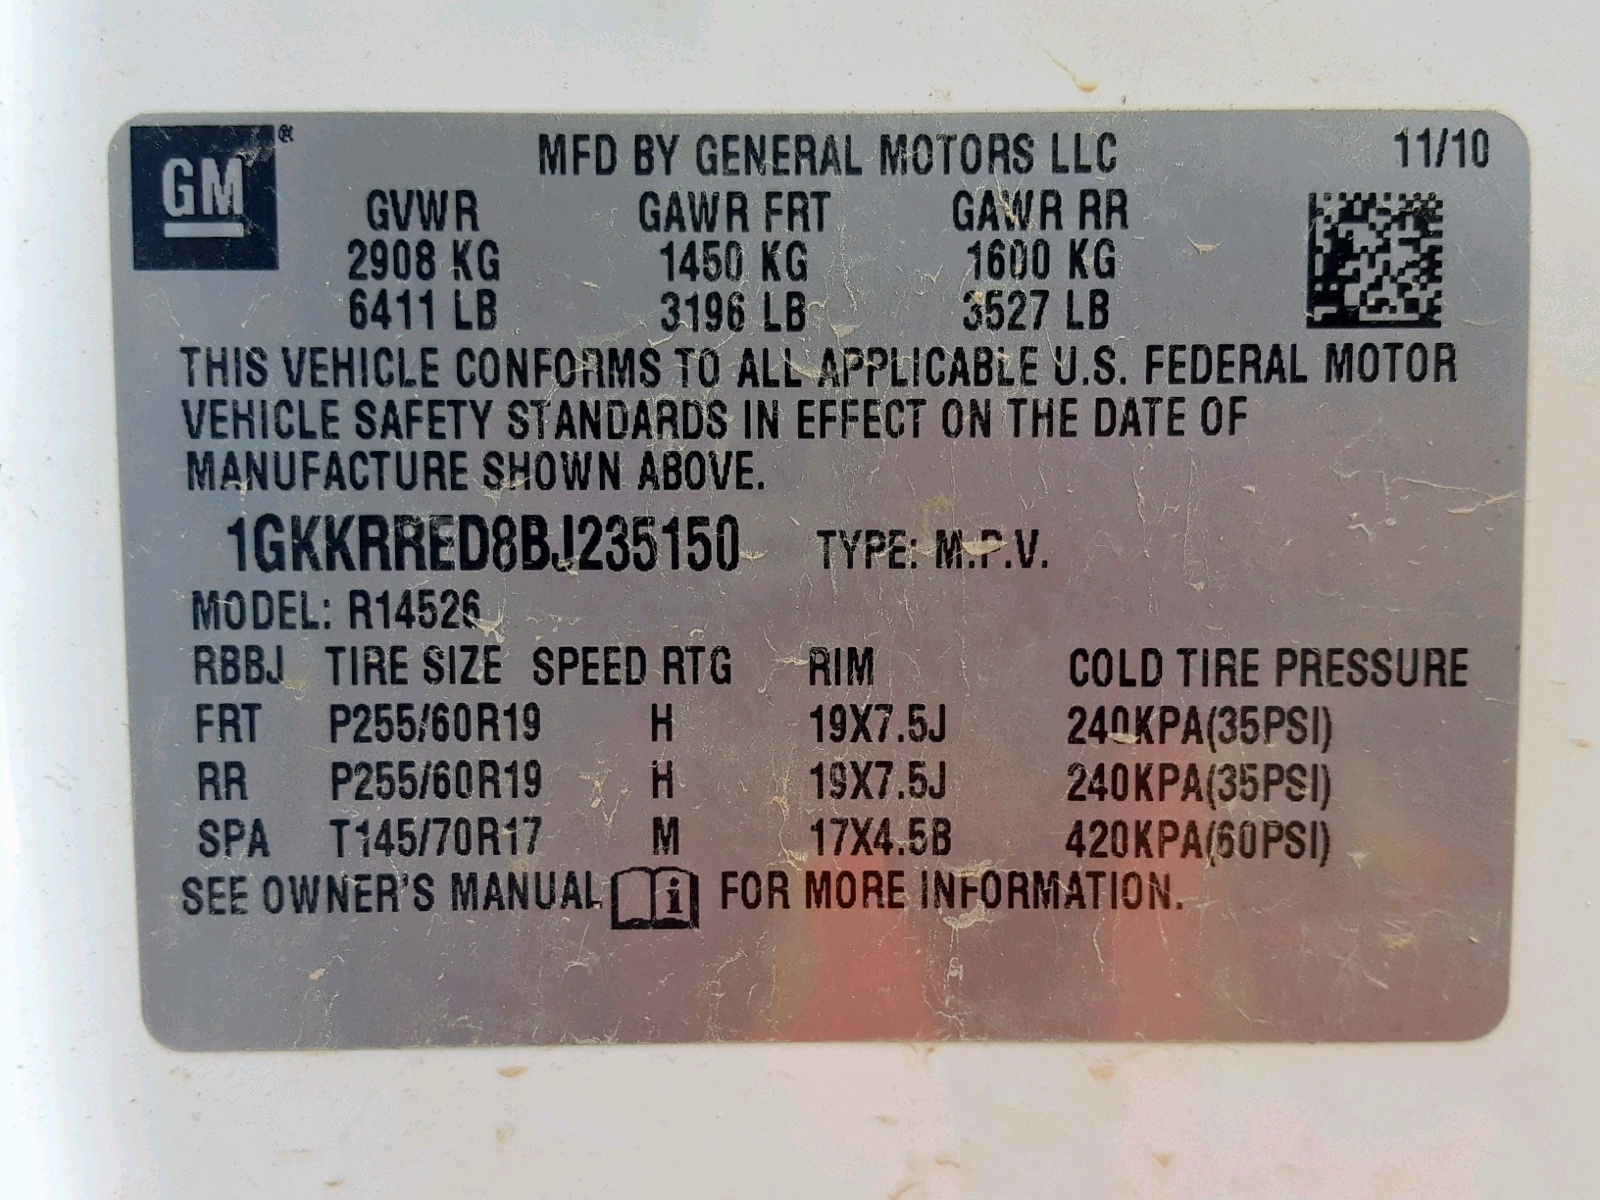 GM®
MFD BY GENERAL MOTORS LLC 11/10
GVWR GAWR FRT GAWR RR
2908 KG 1450 KG 1600 KG
6411 LB 3196 LB 3527 LB
THIS VEHICLE CONFORMS TO ALL APPLICABLE U.S. FEDERAL MOTOR
VEHICLE SAFETY STANDARDS IN EFFECT ON THE DATE OF
MANUFACTURE SHOWN ABOVE.
1GKKRRED8BJ235150 TYPE: M.P.V.
MODEL: R14526
RBBJ TIRE SIZE SPEED RTG RIM COLD TIRE PRESSURE
FRT P255/60R19 H 19X7.5J 240KPA(35PSI)
RR P255/60R19 H 19X7.5J 240KPA(35PSI)
SPA T145/70R17 M 17X4.5B 420KPA(60PSI)
SEE OWNER'S MANUAL i FOR MORE INFORMATION.